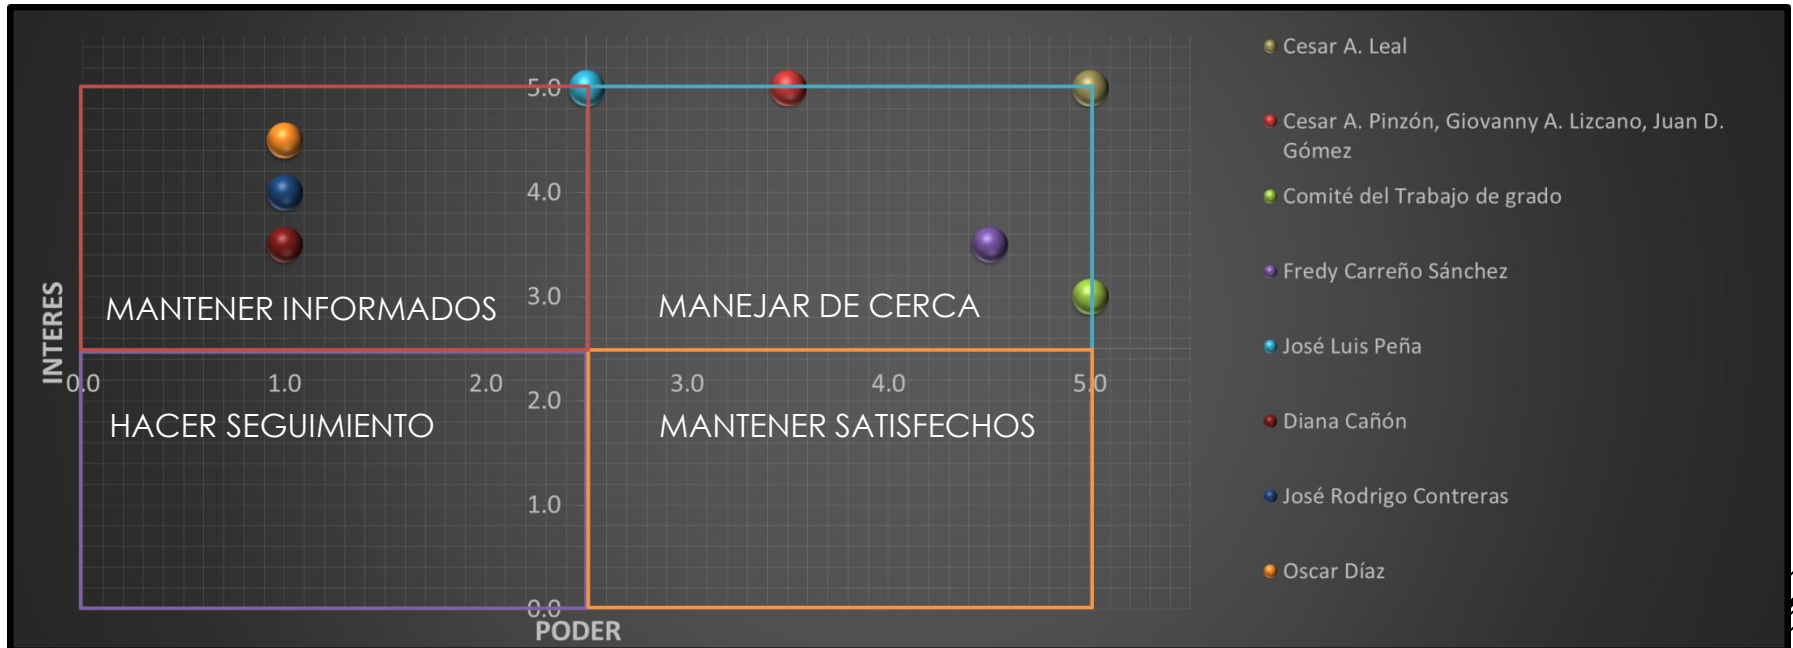 5.0
4.0
3.0
MANTENER INFORMADOS
MANEJAR DE CERCA
INTERES
0.0 1.0 2.0 3.0 4.0 5.0
2.0
HACER SEGUIMIENTO
MANTENER SATISFECHOS
1.0
0.0
PODER
Cesar A. Leal
Cesar A. Pinzón, Giovanny A. Lizcano, Juan D.
Gómez
Comité del Trabajo de grado
Fredy Carreño Sánchez
José Luis Peña
Diana Cañón
José Rodrigo Contreras
Oscar Díaz